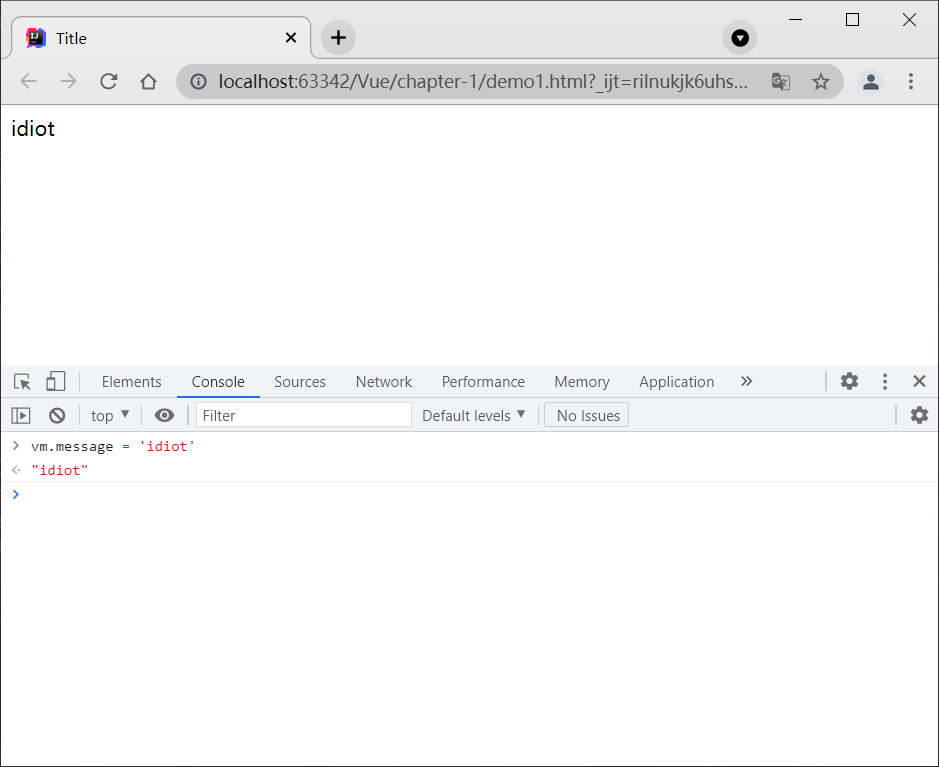 Title
localhost:63342/Vue/chapter-1/demo1.html?_ijt=rilnukjk6uhs...
idiot
Elements Console Sources Network Performance Memory Application
top Filter Default levels No Issues
vm.message = 'idiot'
"idiot"